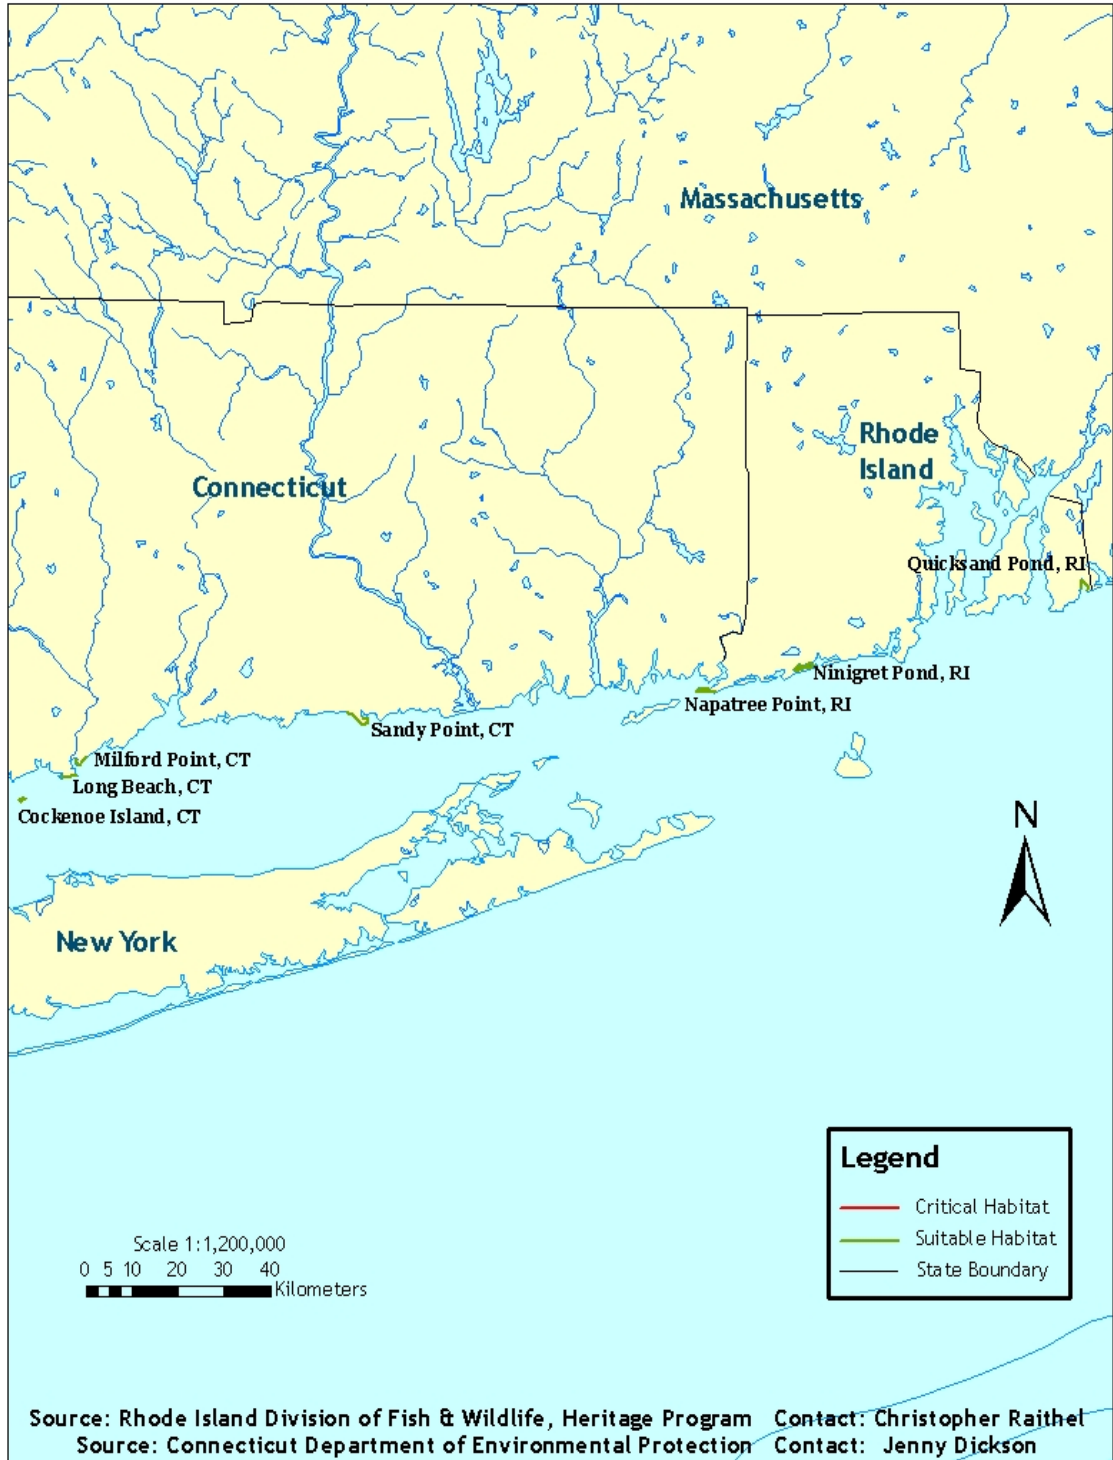 Massachusetts
Rhode
Island
Connecticut
Quicksand Pond, RI
Ninigret Pond, RI
Napatree Point, RI
Sandy Point, CT
Milford Point, CT
Long Beach, CT
Cockenoe Island, CT
N
New York
Legend
Critical Habitat
Suitable Habitat
State Boundary
Scale 1:1,200,000
0 5 10 20 30 40
Kilometers
Source: Rhode Island Division of Fish & Wildlife, Heritage Program Contact: Christopher Raithel
Source: Connecticut Department of Environmental Protection Contact: Jenny Dickson